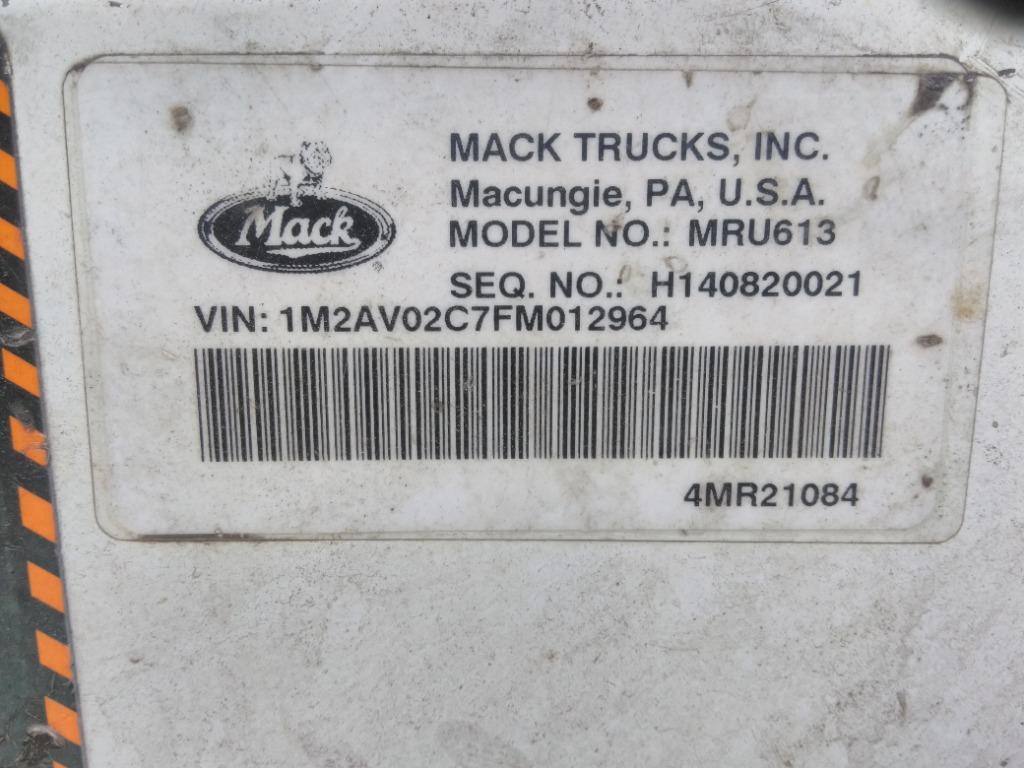 Mack
®
MACK TRUCKS, INC.
Macungie, PA, U.S.A.
MODEL NO.: MRU613
SEQ. NO.: H140820021
VIN: 1M2AV02C7FM012964
4MR21084